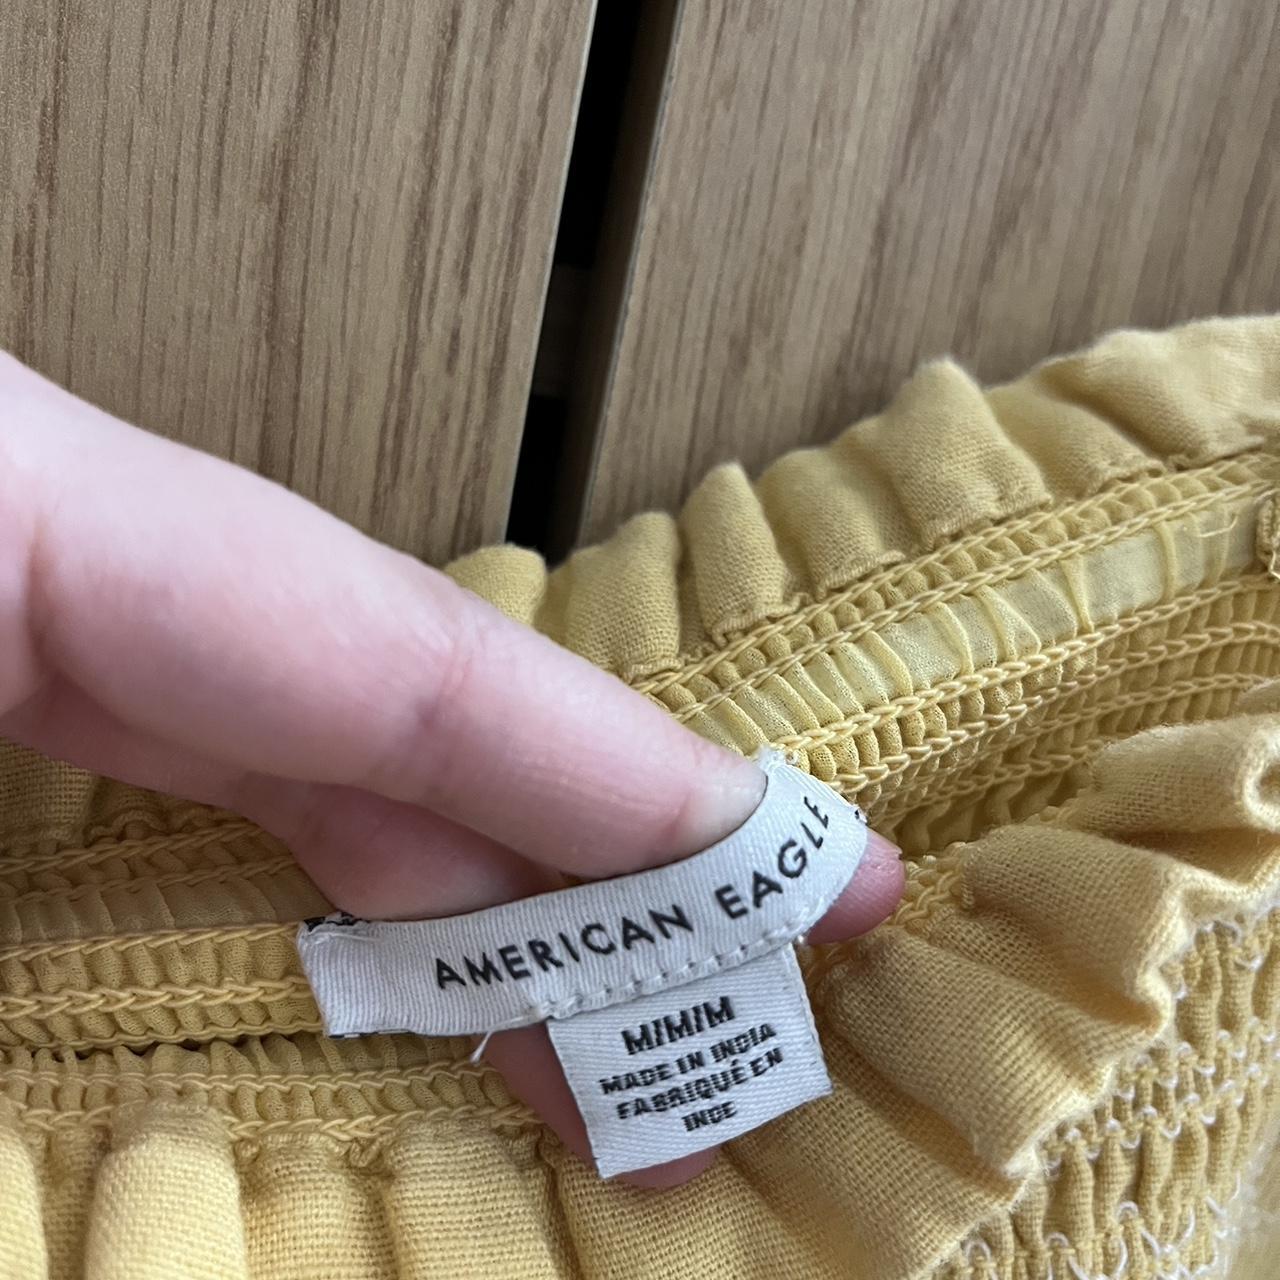 AMERICAN EAGLE
M/M/M
MADE IN INDIA
FABRIQUÉ EN
INDE